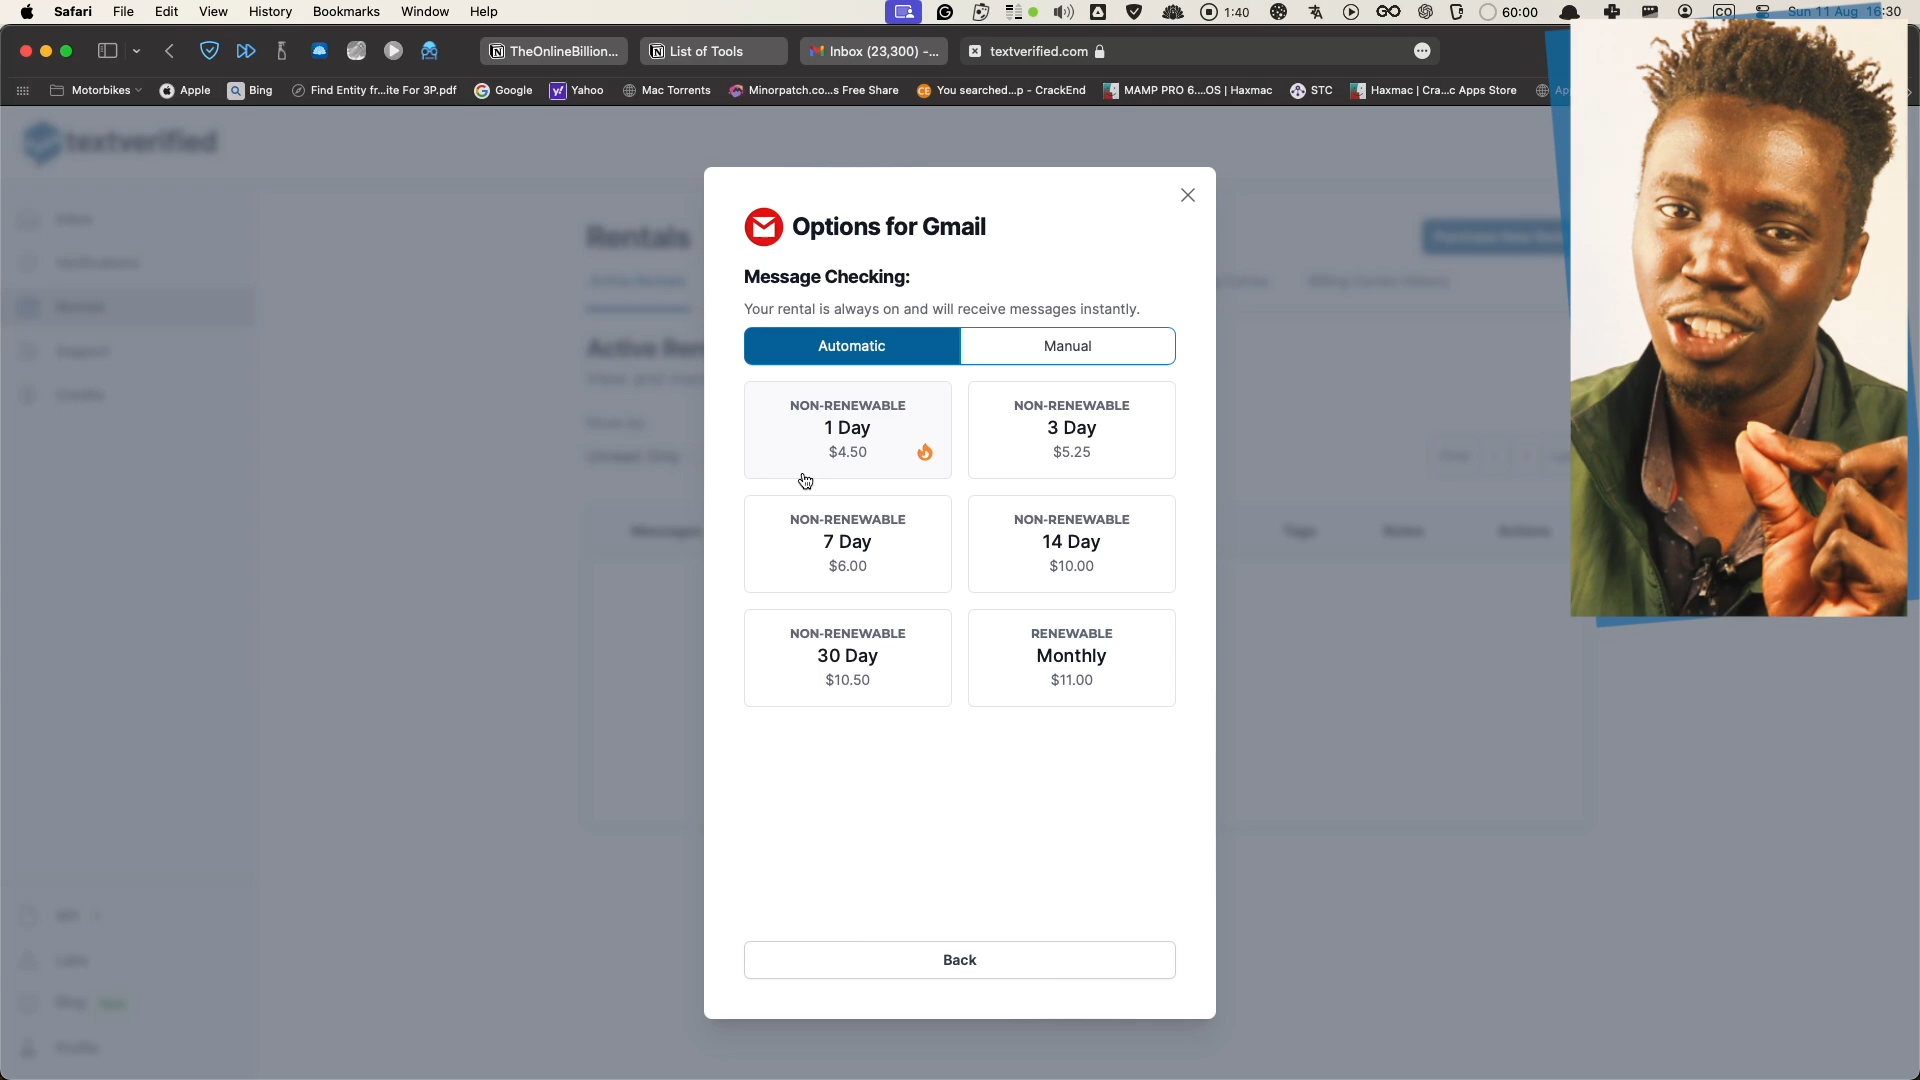 Safari File Edit View History Bookmarks Window Help 1:40 60:00 CO Sun 11 Aug 16:30
TheOnlineBillion... List of Tools Inbox (23,300) -... textverified.com
Motorbikes Apple Bing Find Entity fr...ite For 3P.pdf Google Yahoo Mac Torrents Minorpatch.co...s Free Share You searched...p - CrackEnd MAMP PRO 6....OS | Haxmac STC Haxmac | Cra...c Apps Store
textverified
Rentals
Options for Gmail
Message Checking:
Your rental is always on and will receive messages instantly.
Automatic Manual
NON-RENEWABLE
1 Day
$4.50
NON-RENEWABLE
3 Day
$5.25
NON-RENEWABLE
7 Day
$6.00
NON-RENEWABLE
14 Day
$10.00
NON-RENEWABLE
30 Day
$10.50
RENEWABLE
Monthly
$11.00
Back